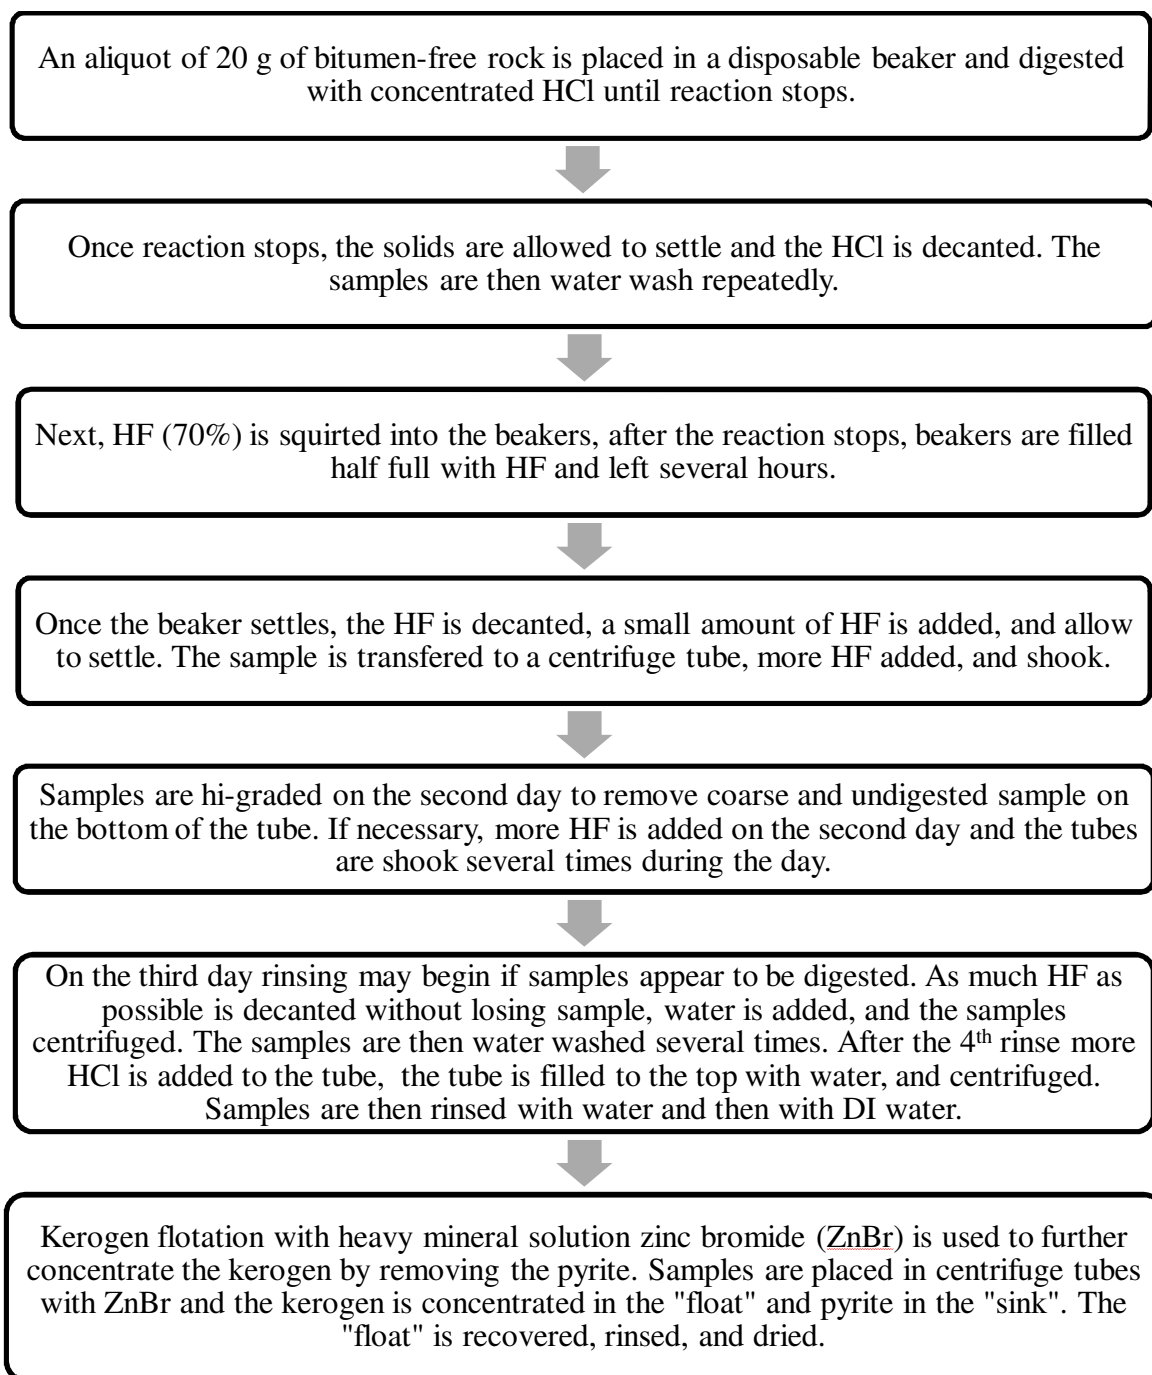 An aliquot of 20 g of bitumen-free rock is placed in a disposable beaker and digested
with concentrated HCl until reaction stops.
Once reaction stops, the solids are allowed to settle and the HCl is decanted. The
samples are then water wash repeatedly.
Next, HF (70%) is squirted into the beakers, after the reaction stops, beakers are filled
half full with HF and left several hours.
Once the beaker settles, the HF is decanted, a small amount of HF is added, and allow
to settle. The sample is transfered to a centrifuge tube, more HF added, and shook.
Samples are hi-graded on the second day to remove coarse and undigested sample on
the bottom of the tube. If necessary, more HF is added on the second day and the tubes
are shook several times during the day.
On the third day rinsing may begin if samples appear to be digested. As much HF as
possible is decanted without losing sample, water is added, and the samples
centrifuged. The samples are then water washed several times. After the 4th rinse more
HCl is added to the tube, the tube is filled to the top with water, and centrifuged.
Samples are then rinsed with water and then with DI water.
Kerogen flotation with heavy mineral solution zinc bromide (ZnBr) is used to further
concentrate the kerogen by removing the pyrite. Samples are placed in centrifuge tubes
with ZnBr and the kerogen is concentrated in the "float" and pyrite in the "sink". The
"float" is recovered, rinsed, and dried.